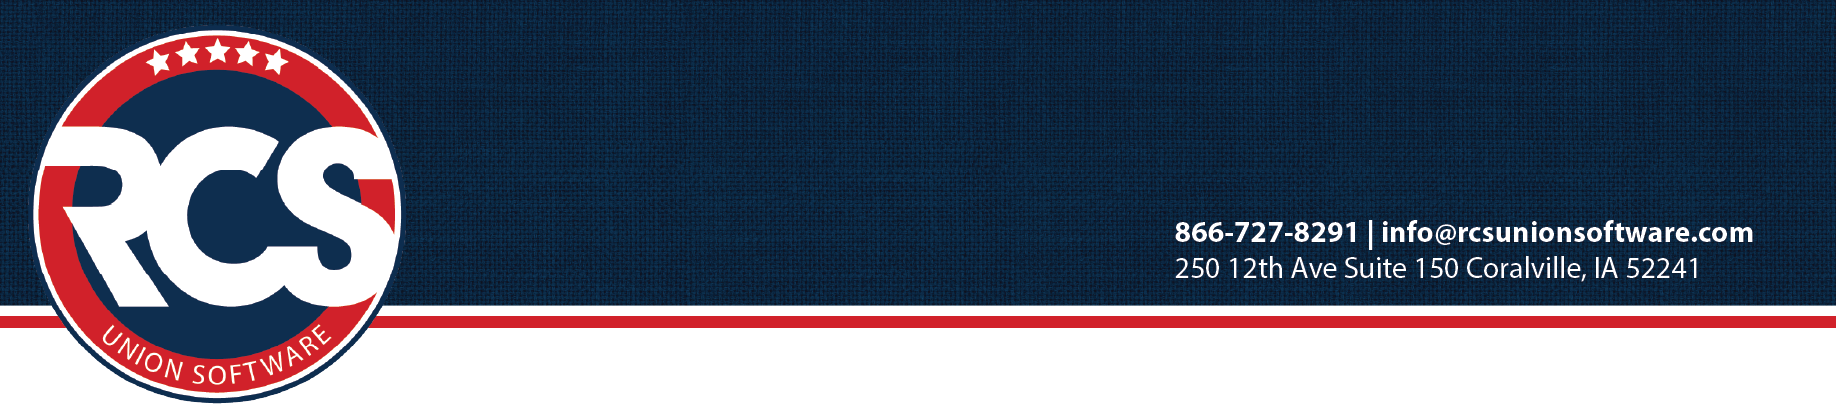 RCS
UNION SOFTWARE
866-727-8291 | info@rcsunionsoftware.com
250 12th Ave Suite 150 Coralville, IA 52241